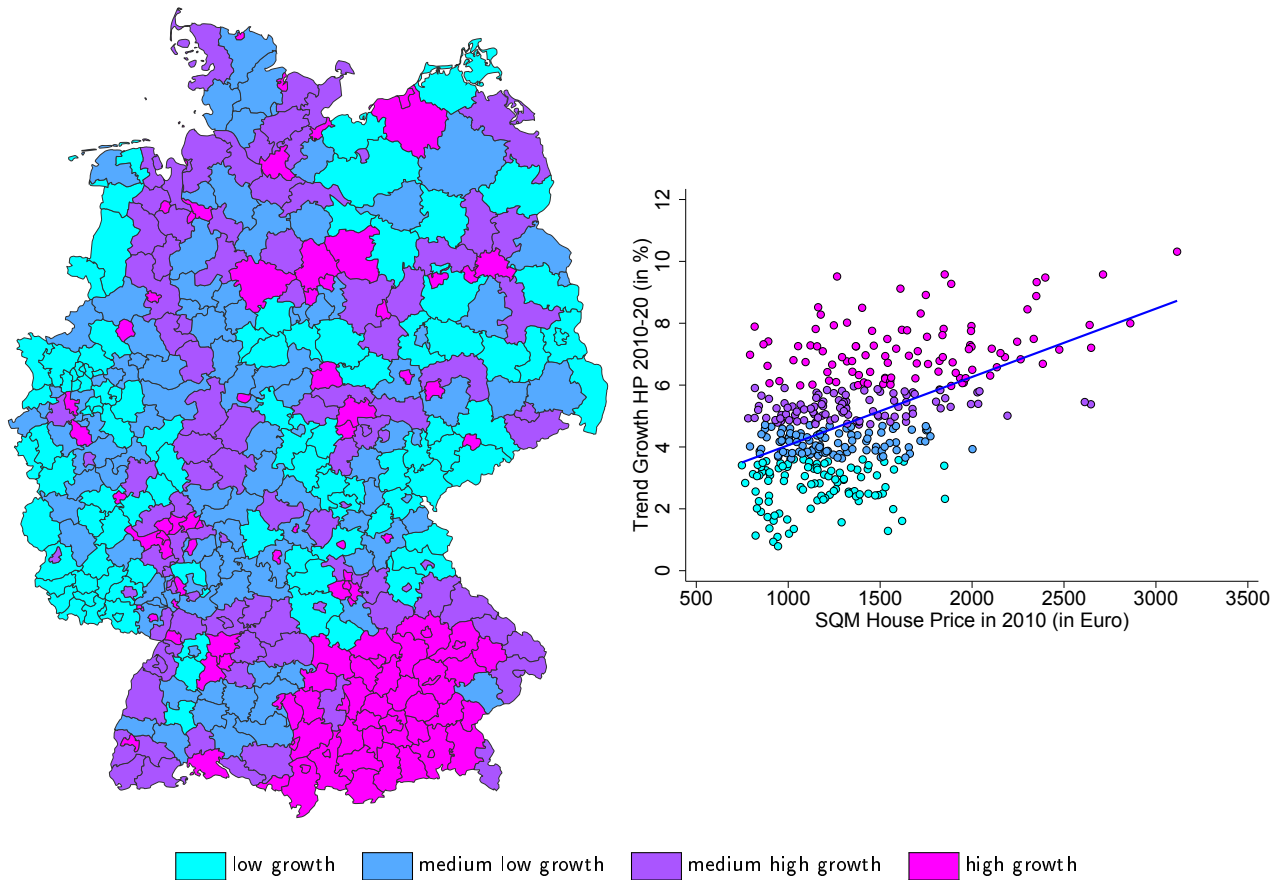 Trend Growth HP 2010-20 (in %)
12
10
8
6
4
2
0
500 1000 1500 2000 2500 3000 3500
SQM House Price in 2010 (in Euro)
low growth medium low growth medium high growth high growth